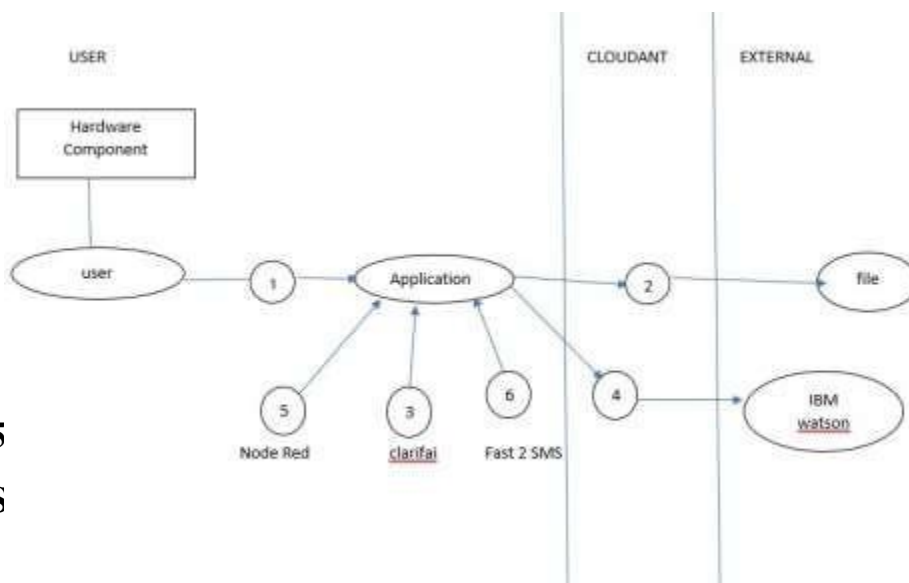 USER
CLOUDANT
EXTERNAL
Hardware
Component
user
1
Application
2
file
5
3
6
4
IBM
watson
Node Red
clarifai
Fast 2 SMS